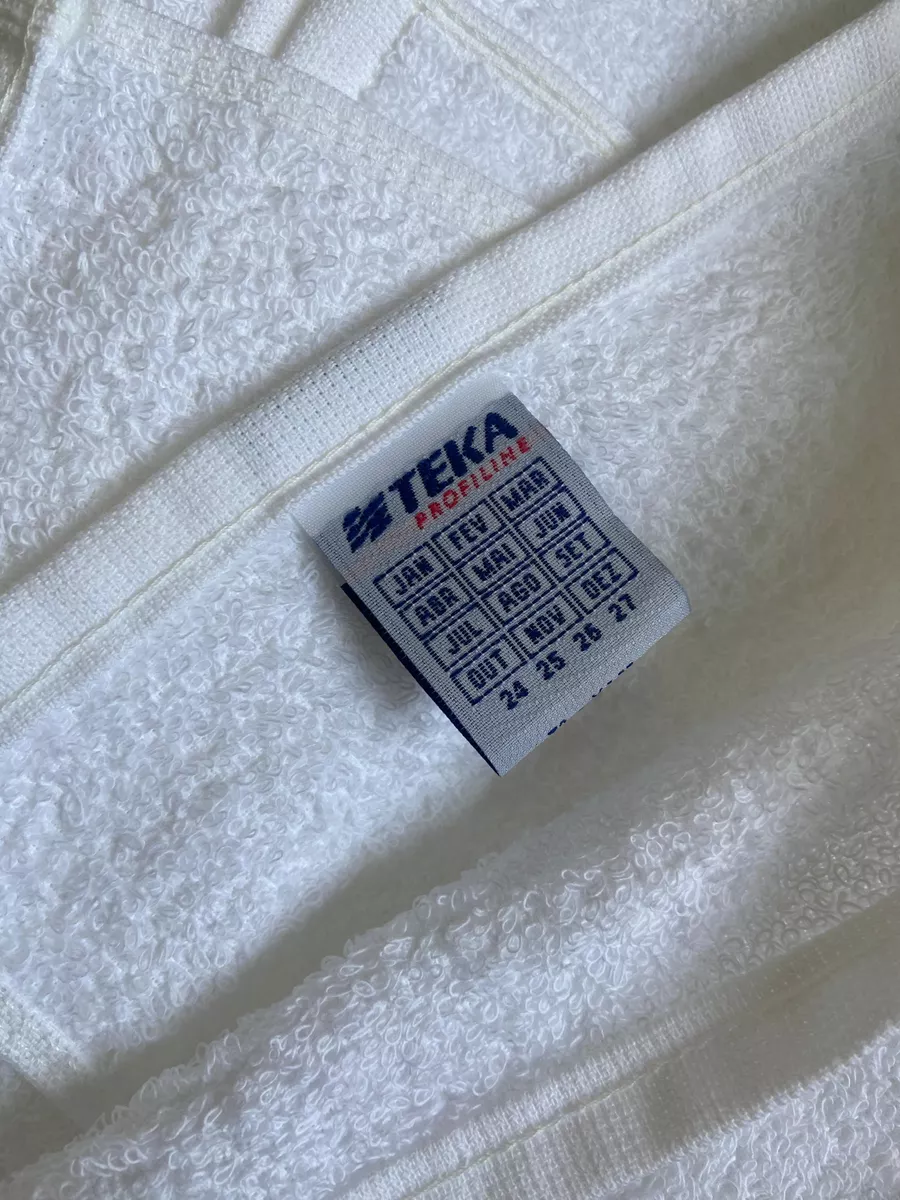 TEKA
PROFILINE
JAN FEV MAR
ABR MAI JUN
JUL AGO SET
OUT NOV DEZ
24 25 26 27